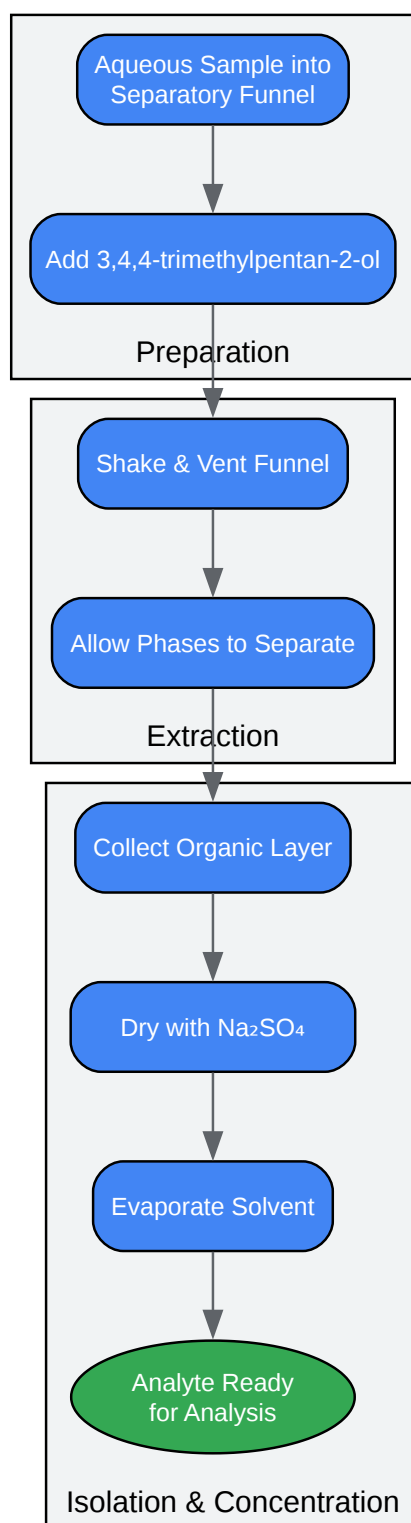 Aqueous Sample into
Separatory Funnel
Add 3,4,4-trimethylpentan-2-ol
Preparation
Shake & Vent Funnel
Allow Phases to Separate
Extraction
Collect Organic Layer
Dry with Na₂SO₄
Evaporate Solvent
Analyte Ready
for Analysis
Isolation & Concentration